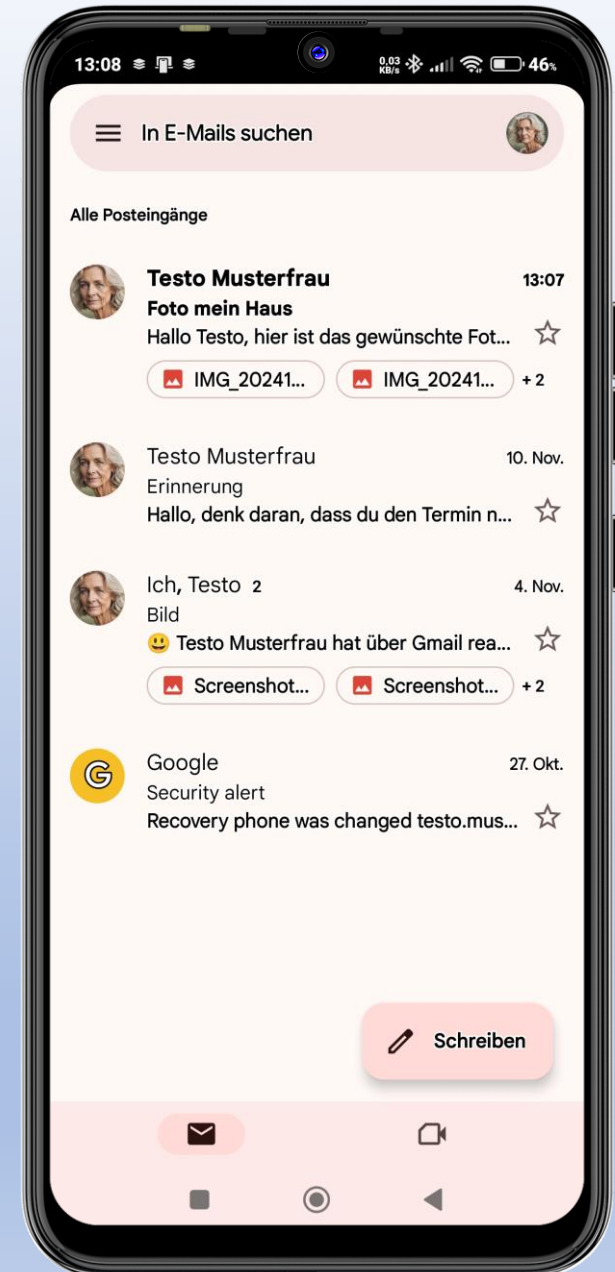 13:08
0,03 KB/s 46%
In E-Mails suchen
Alle Posteingänge
Testo Musterfrau 13:07
Foto mein Haus
Hallo Testo, hier ist das gewünschte Fot...
IMG_20241... IMG_20241... +2
Testo Musterfrau 10. Nov.
Erinnerung
Hallo, denk daran, dass du den Termin n...
Ich, Testo 2 4. Nov.
Bild
😃 Testo Musterfrau hat über Gmail rea...
Screenshot... Screenshot... +2
G Google 27. Okt.
Security alert
Recovery phone was changed testo.mus...
Schreiben